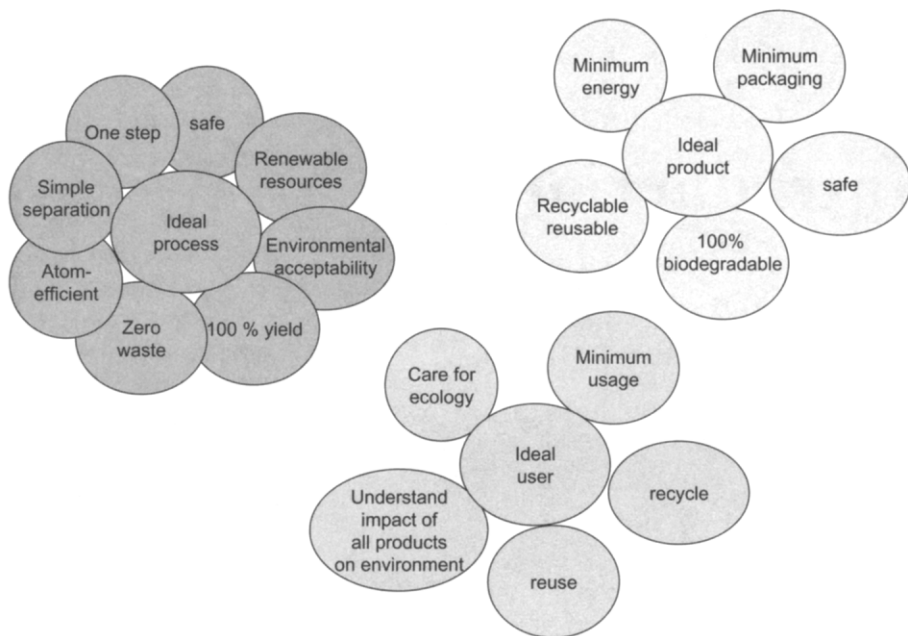 One step
safe
Renewable
resources
Simple
separation
Ideal
process
Environmental
acceptability
Atom-
efficient
Zero
waste
100 % yield
Minimum
energy
Minimum
packaging
Ideal
product
safe
Recyclable
reusable
100%
biodegradable
Care for
ecology
Minimum
usage
Ideal
user
recycle
Understand
impact of
all products
on environment
reuse